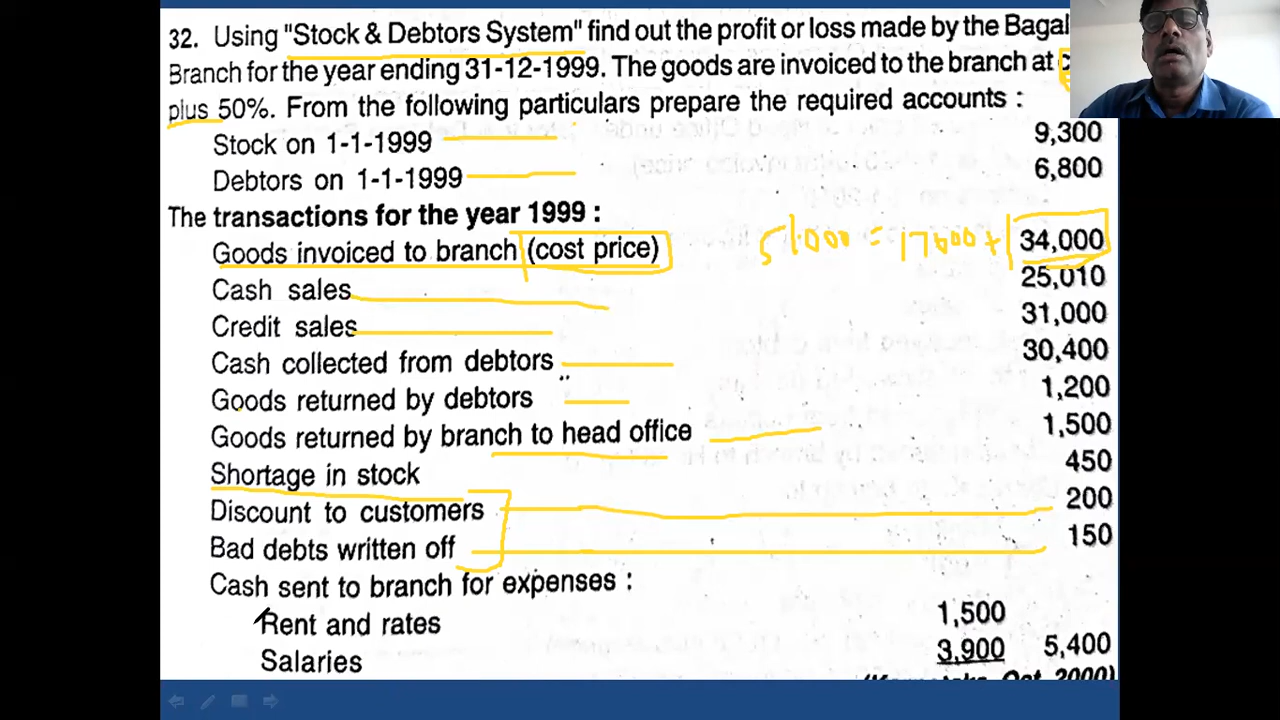 32. Using "Stock & Debtors System" find out the profit or loss made by the Bagal
Branch for the year ending 31-12-1999. The goods are invoiced to the branch at
plus 50%. From the following particulars prepare the required accounts :
Stock on 1-1-1999 9,300
Debtors on 1-1-1999 6,800
The transactions for the year 1999 :
Goods invoiced to branch (cost price) 51000 = 17000 + 34,000
Cash sales 25,010
Credit sales 31,000
Cash collected from debtors 30,400
Goods returned by debtors 1,200
Goods returned by branch to head office 1,500
Shortage in stock 450
Discount to customers 200
Bad debts written off 150
Cash sent to branch for expenses :
Rent and rates 1,500
Salaries 3,900 5,400
Oct. 2000)